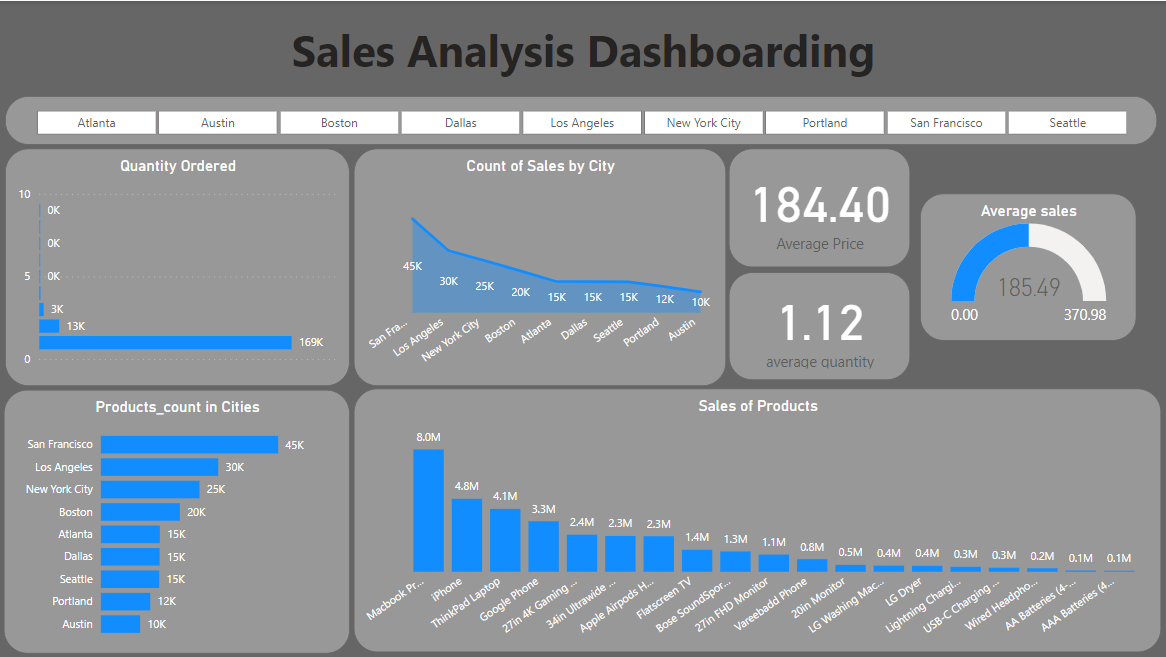 Sales Analysis Dashboarding
Atlanta
Austin
Boston
Dallas
Los Angeles
New York City
Portland
San Francisco
Seattle
Quantity Ordered
10
5
0
0K
0K
0K
3K
13K
169K
Count of Sales by City
45K
30K
25K
20K
15K
15K
15K
12K
10K
San Fra...
Los Angeles
New York City
Boston
Atlanta
Dallas
Seattle
Portland
Austin
184.40
Average Price
1.12
average quantity
Average sales
185.49
0.00
370.98
Products_count in Cities
San Francisco 45K
Los Angeles 30K
New York City 25K
Boston 20K
Atlanta 15K
Dallas 15K
Seattle 15K
Portland 12K
Austin 10K
Sales of Products
8.0M
4.8M
4.1M
3.3M
2.4M
2.3M
2.3M
1.4M
1.3M
1.1M
0.8M
0.5M
0.4M
0.4M
0.3M
0.3M
0.2M
0.1M
0.1M
Macbook Pr...
iPhone
ThinkPad Laptop
Google Phone
27in 4K Gaming ...
34in Ultrawide ...
Apple Airpods H...
Flatscreen TV
Bose SoundSpor...
27in FHD Monitor
Vareebadd Phone
20in Monitor
LG Washing Mac...
LG Dryer
Lightning Chargi...
USB-C Charging ...
Wired Headpho...
AA Batteries (4-...
AAA Batteries (4...